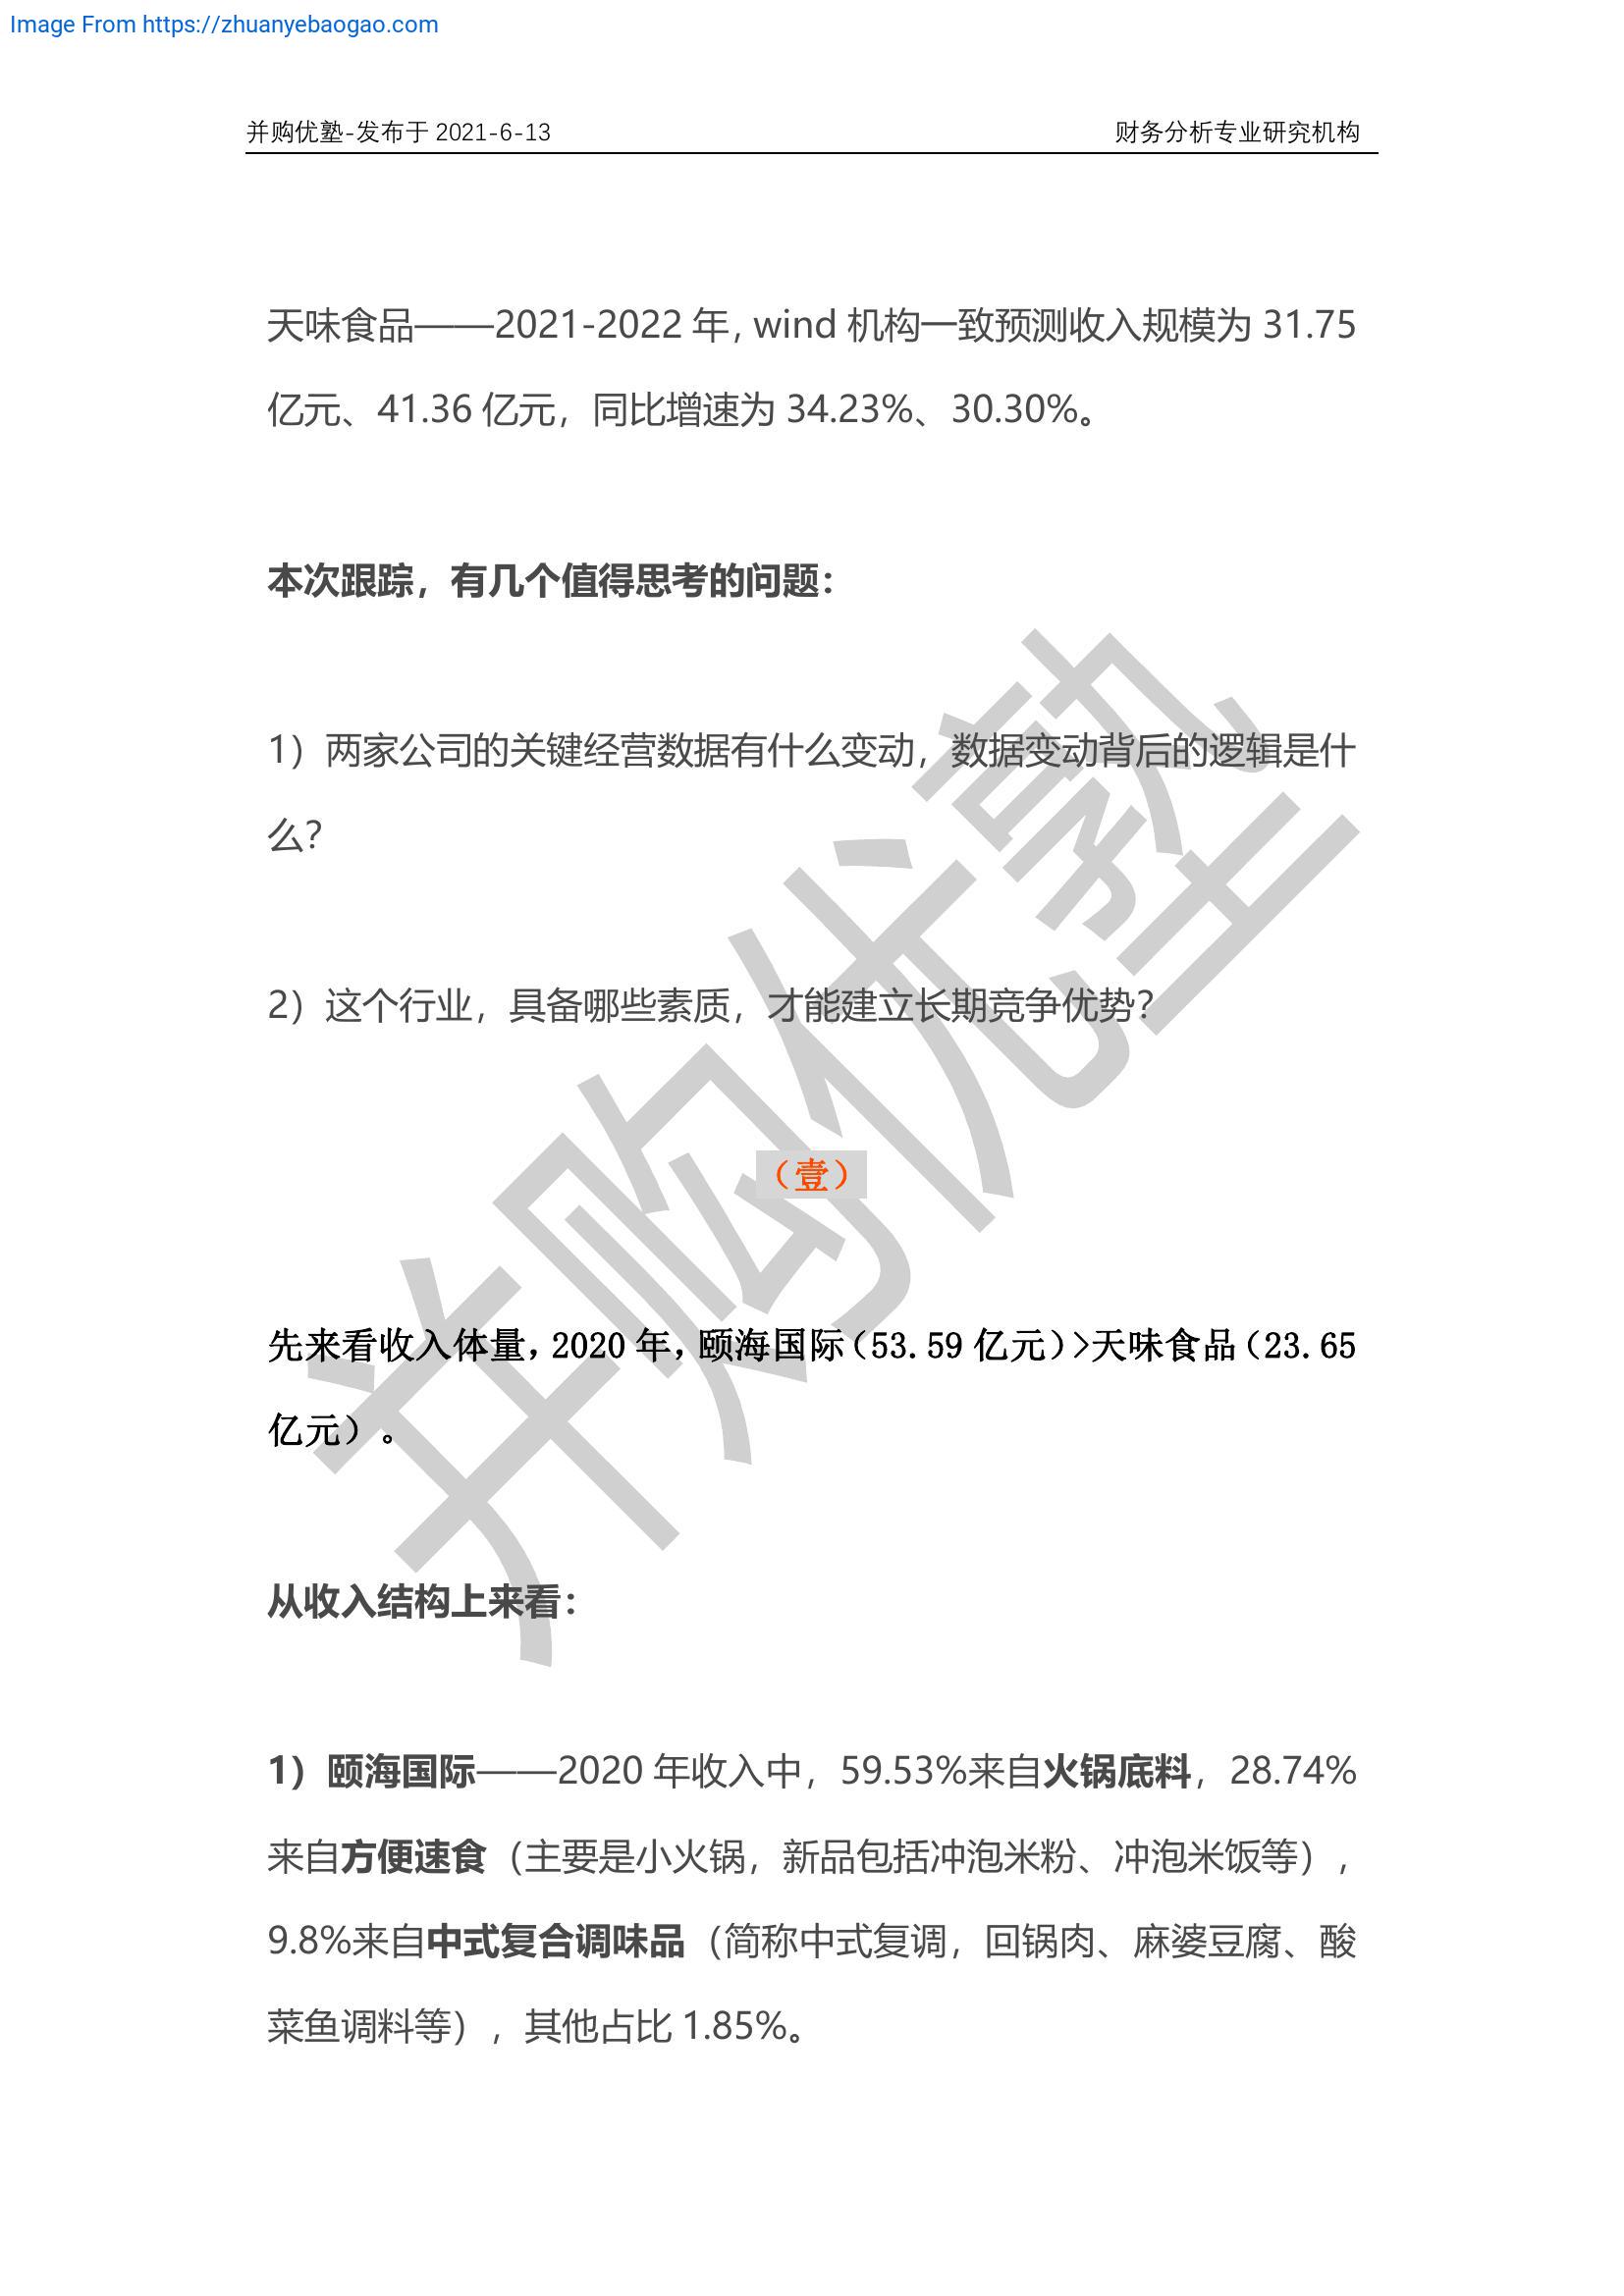 Image From https://zhuanyebaogao.com
并购优塾-发布于 2021-6-13 财务分析专业研究机构
天味食品——2021-2022 年，wind 机构一致预测收入规模为 31.75
亿元、41.36 亿元，同比增速为 34.23%、30.30%。
本次跟踪，有几个值得思考的问题：
1）两家公司的关键经营数据有什么变动，数据变动背后的逻辑是什
么？
2）这个行业，具备哪些素质，才能建立长期竞争优势？
（壹）
先来看收入体量，2020 年，颐海国际（53.59 亿元）>天味食品（23.65
亿元）。
从收入结构上来看：
1）颐海国际——2020 年收入中，59.53%来自火锅底料，28.74%
来自方便速食（主要是小火锅，新品包括冲泡米粉、冲泡米饭等），
9.8%来自中式复合调味品（简称中式复调，回锅肉、麻婆豆腐、酸
菜鱼调料等），其他占比 1.85%。
并购优塾